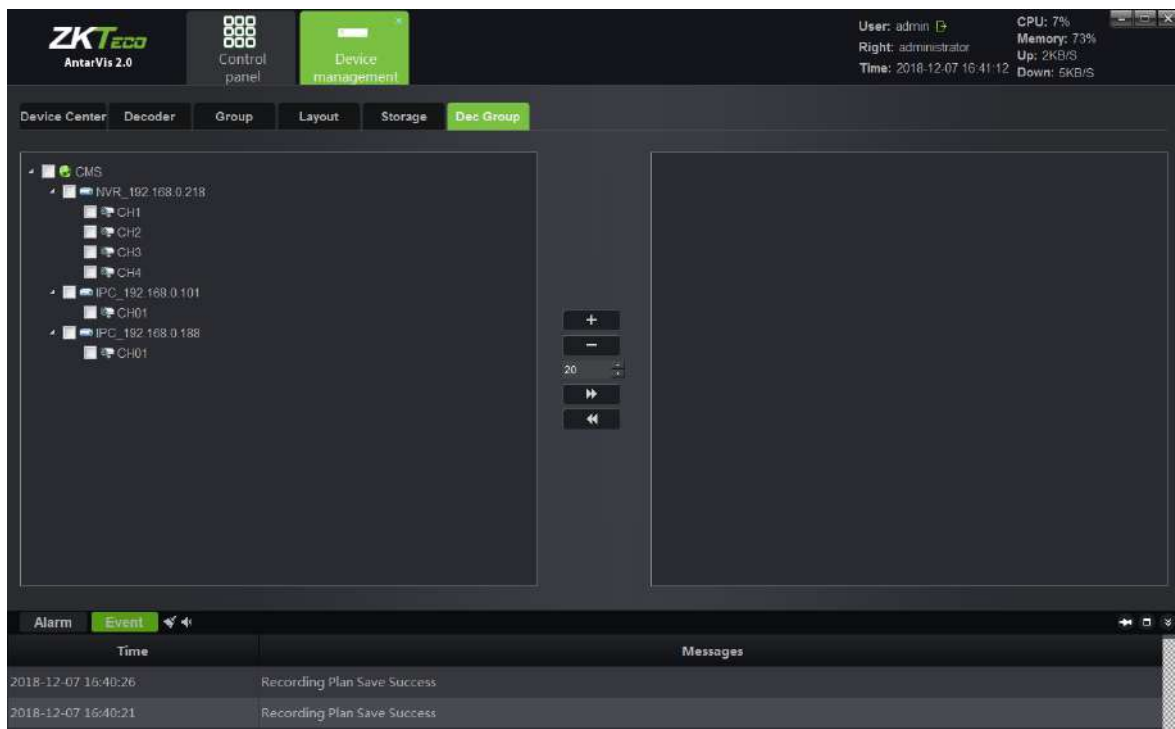 ZKTeco
AntarVis 2.0
Control
panel
Device
management
User: admin
Right: administrator
Time: 2018-12-07 16:41:12
CPU: 7%
Memory: 73%
Up: 2KB/S
Down: 5KB/S
Device Center Decoder Group Layout Storage Dec Group
CMS
NVR_192.168.0.218
CH1
CH2
CH3
CH4
IPC_192.168.0.101
CH01
IPC_192.168.0.188
CH01
+
−
20
Alarm Event
Time Messages
2018-12-07 16:40:26 Recording Plan Save Success
2018-12-07 16:40:21 Recording Plan Save Success